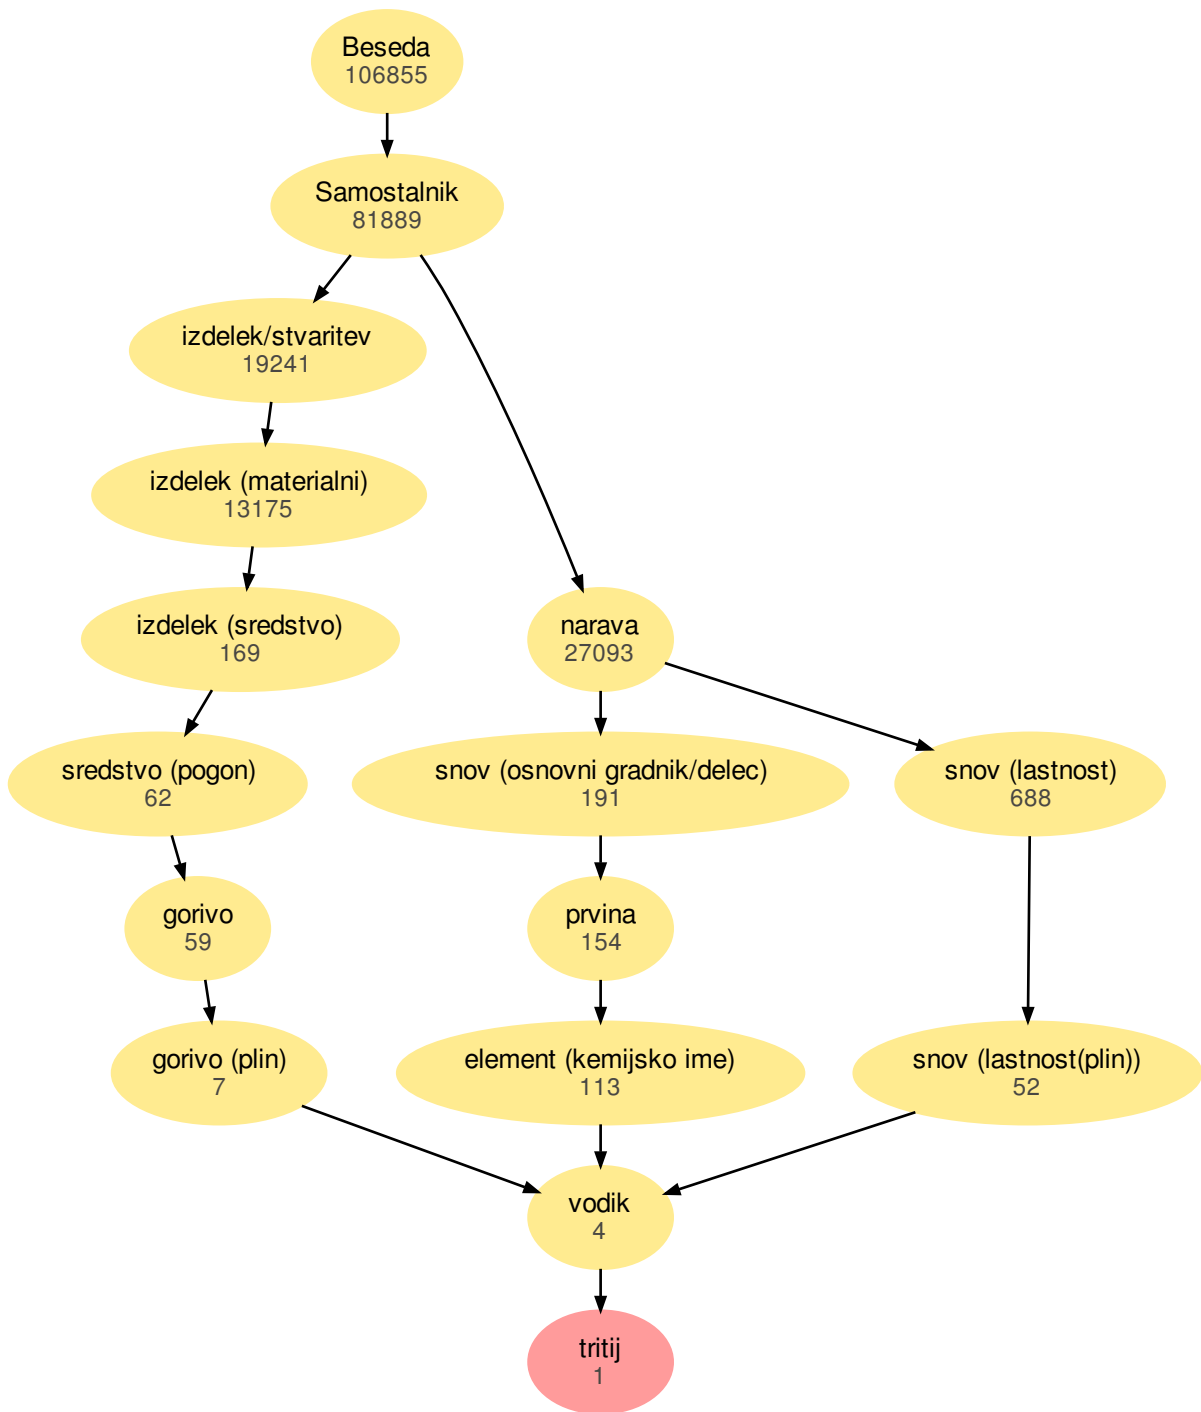 Beseda
106855
Samostalnik
81889
izdelek/stvaritev
19241
izdelek (materialni)
13175
izdelek (sredstvo)
169
narava
27093
sredstvo (pogon)
62
snov (osnovni gradnik/delec)
191
snov (lastnost)
688
gorivo
59
prvina
154
gorivo (plin)
7
element (kemijsko ime)
113
snov (lastnost(plin))
52
vodik
4
tritij
1